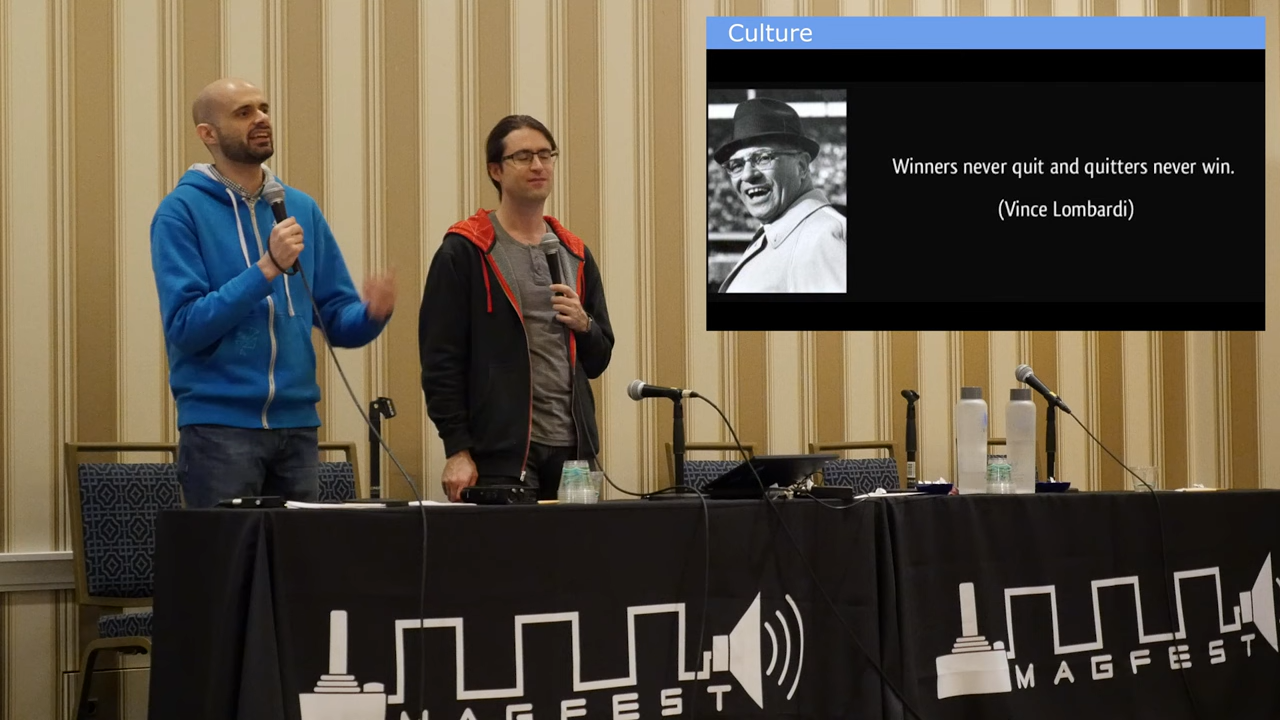 Culture
Winners never quit and quitters never win.
(Vince Lombardi)
MAGFEST
MAGFEST